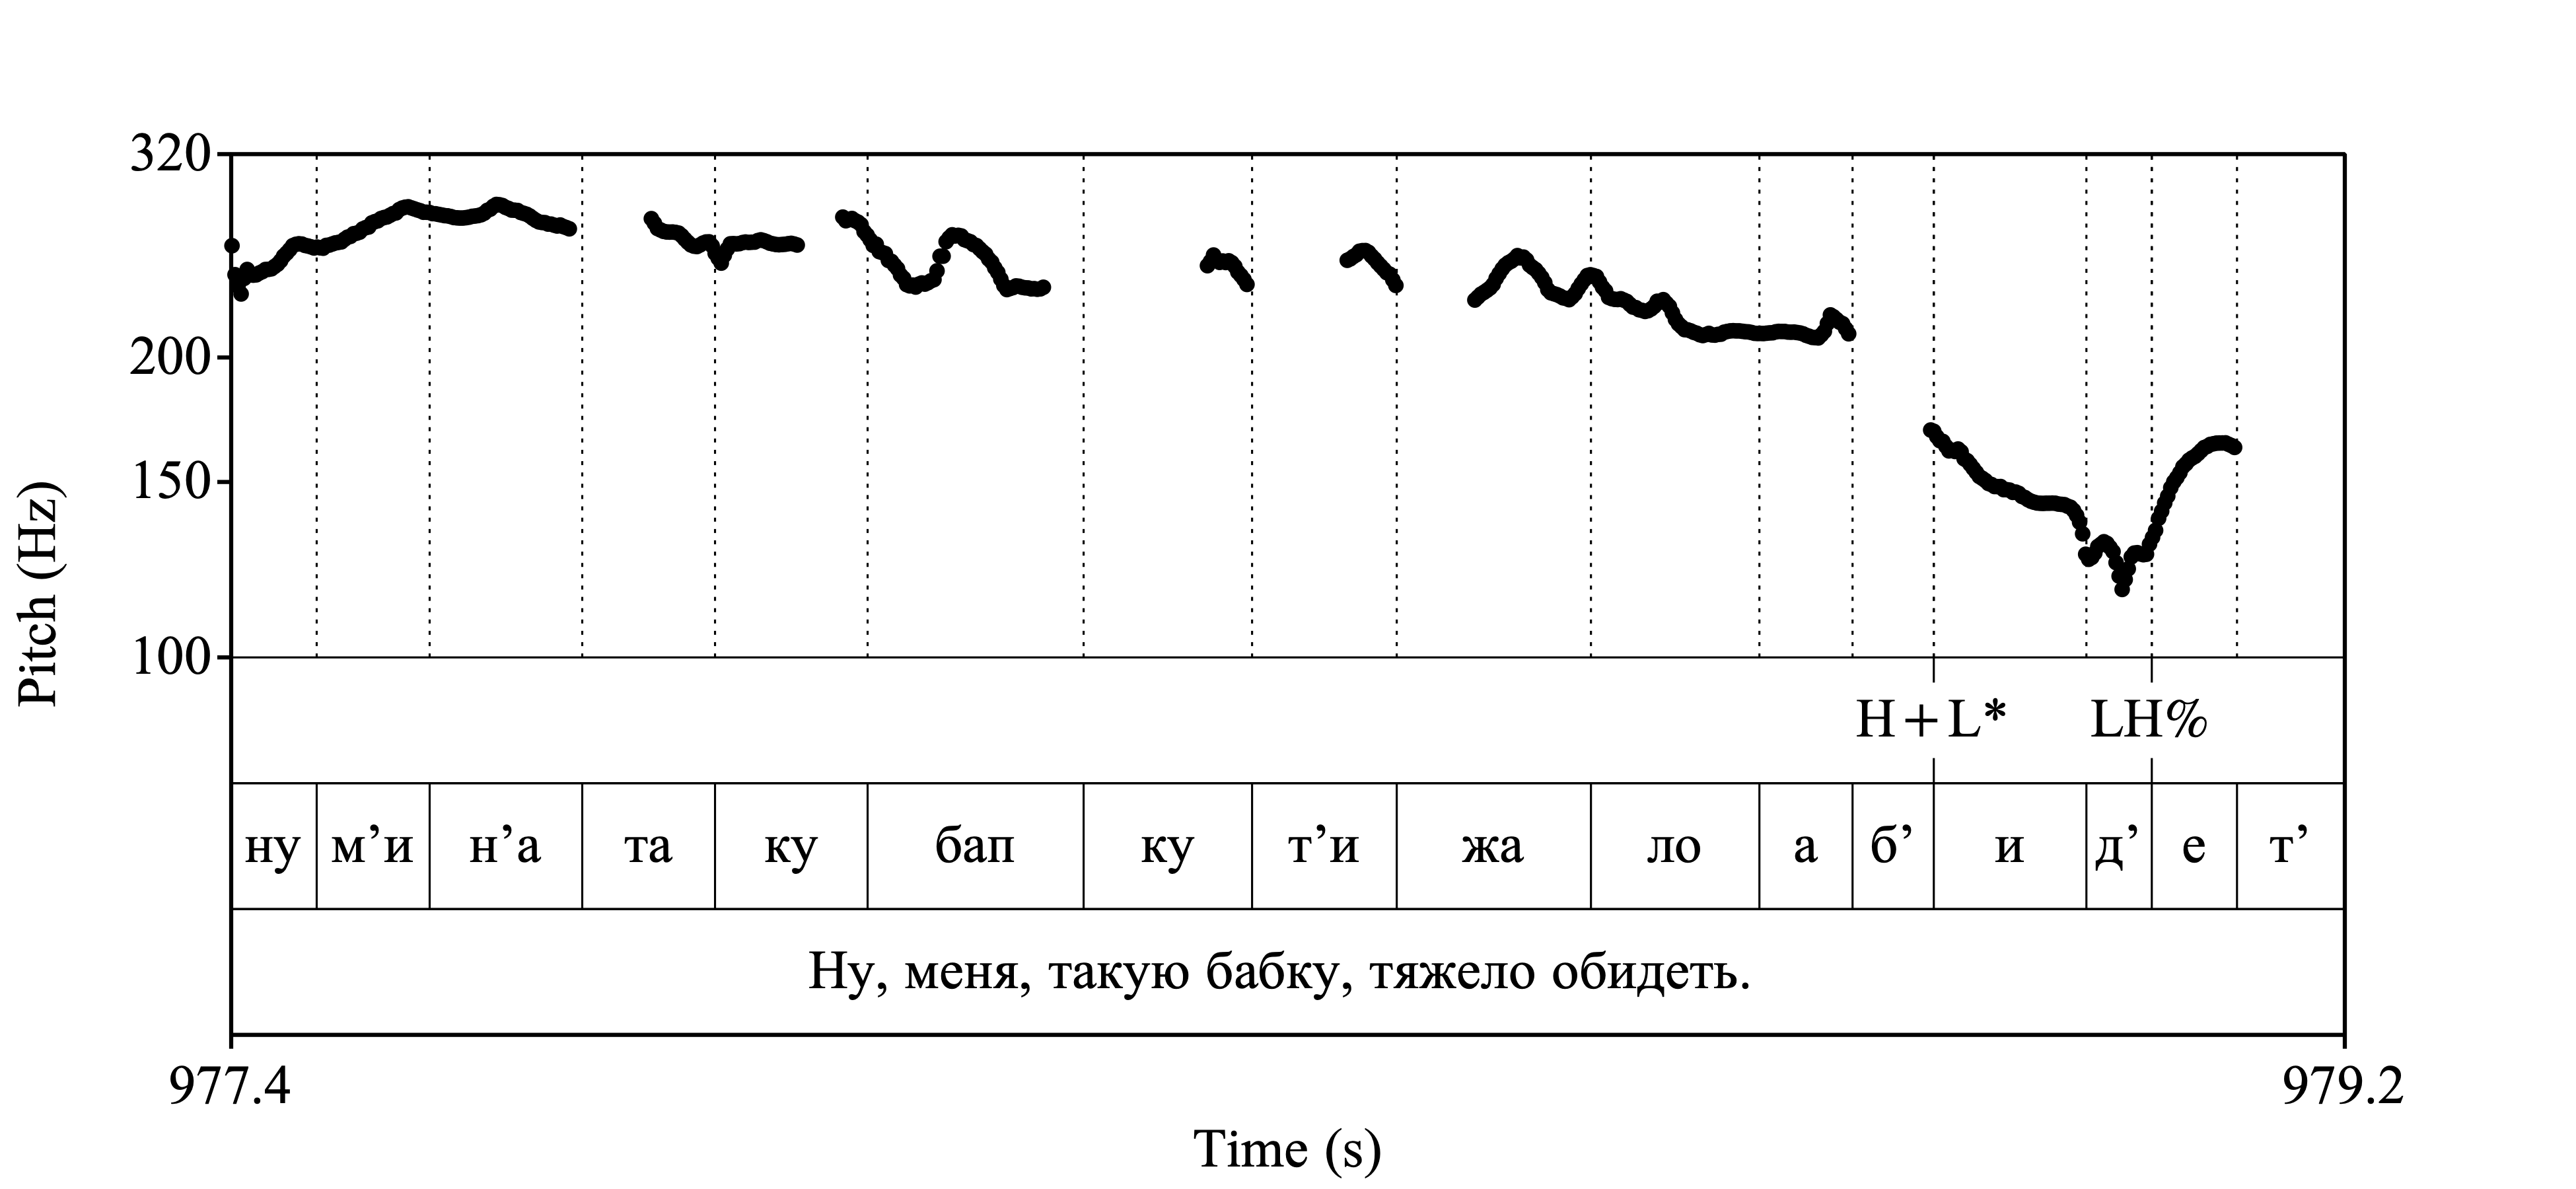 320
200
150
100
Pitch (Hz)
H+L* LH%
ну м’и н’а та ку бап ку т’и жа ло а б’ и д’ е т’
Ну, меня, такую бабку, тяжело обидеть.
977.4 979.2
Time (s)